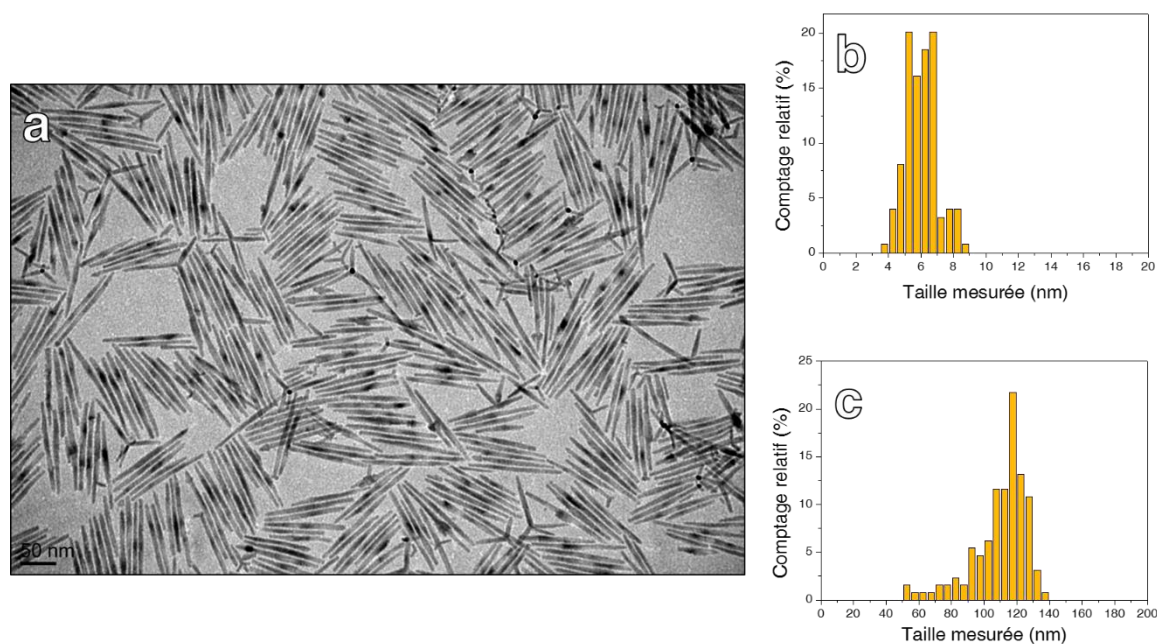 a
50 nm
b
Comptage relatif (%)
20
15
10
5
0
0 2 4 6 8 10 12 14 16 18 20
Taille mesurée (nm)
c
Comptage relatif (%)
25
20
15
10
5
0
0 20 40 60 80 100 120 140 160 180 200
Taille mesurée (nm)